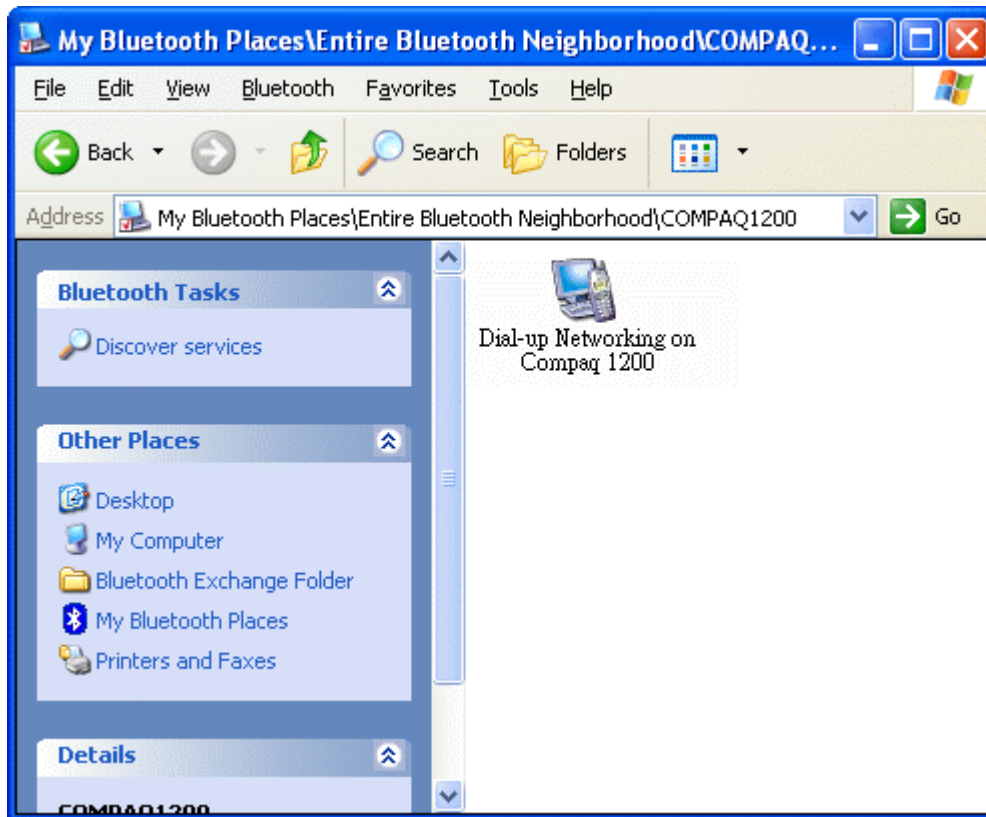 My Bluetooth Places\Entire Bluetooth Neighborhood\COMPAQ...
File Edit View Bluetooth Favorites Tools Help
Back Search Folders
Address My Bluetooth Places\Entire Bluetooth Neighborhood\COMPAQ1200 Go
Bluetooth Tasks
Discover services
Other Places
Desktop
My Computer
Bluetooth Exchange Folder
My Bluetooth Places
Printers and Faxes
Details
COMPAQ1200
Dial-up Networking on
Compaq 1200